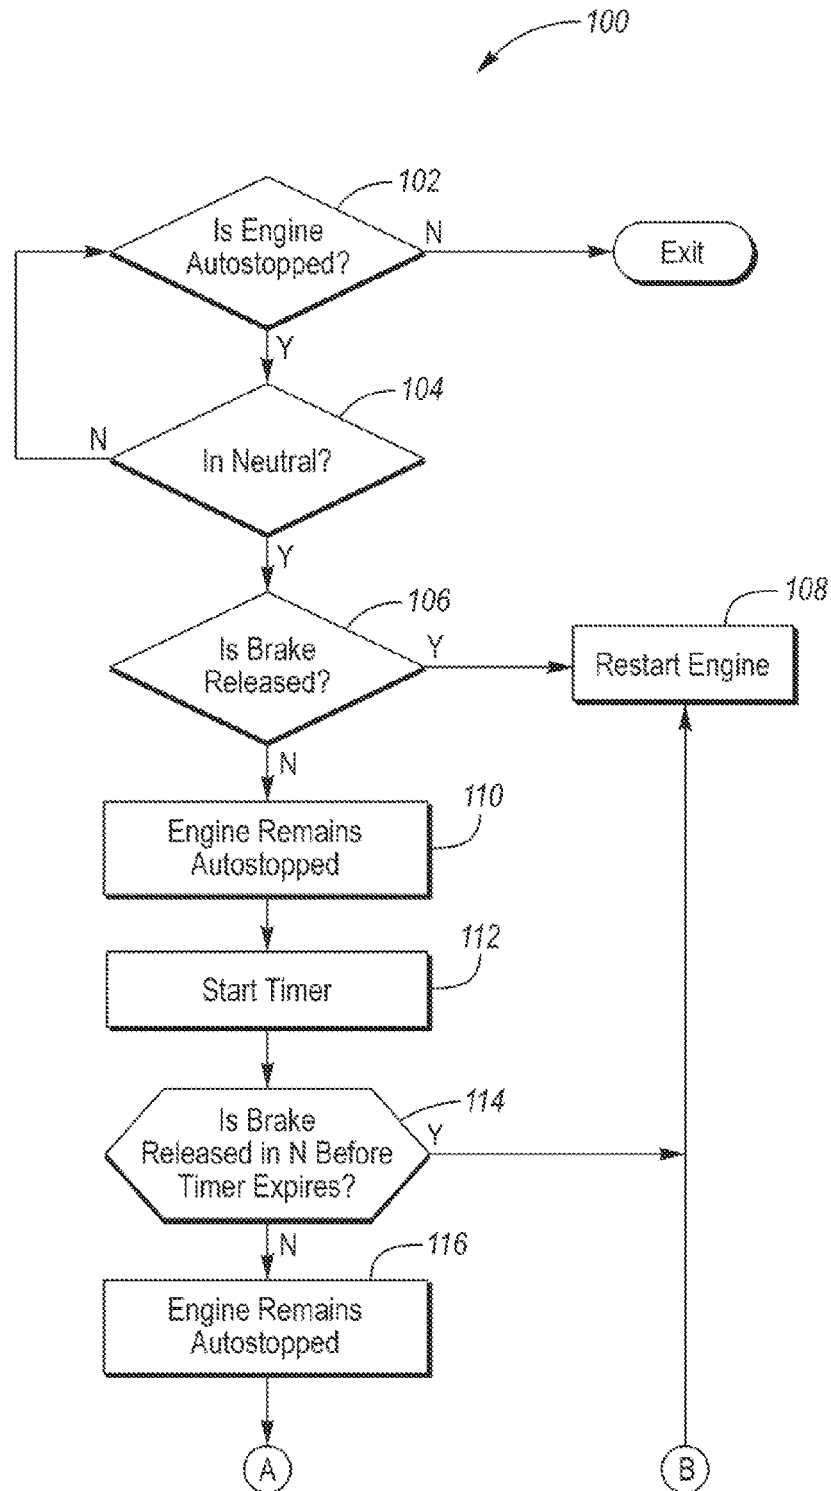 100
102
Is Engine
Autostopped?
N
Exit
Y
104
N
In Neutral?
Y
106
108
Is Brake
Released?
Y
Restart Engine
N
110
Engine Remains
Autostopped
112
Start Timer
114
Is Brake
Released in N Before
Timer Expires?
Y
N
116
Engine Remains
Autostopped
A
B